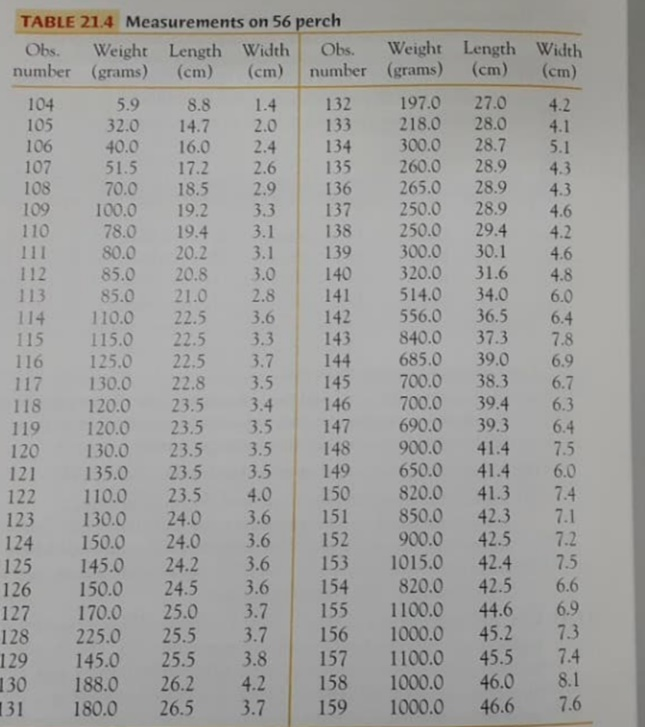 TABLE 21.4 Measurements on 56 perch
Obs. Weight Length Width Obs. Weight Length Width
number (grams) (cm) (cm) number (grams) (cm) (cm)
104 5.9 8.8 1.4 132 197.0 27.0 4.2
105 32.0 14.7 2.0 133 218.0 28.0 4.1
106 40.0 16.0 2.4 134 300.0 28.7 5.1
107 51.5 17.2 2.6 135 260.0 28.9 4.3
108 70.0 18.5 2.9 136 265.0 28.9 4.3
109 100.0 19.2 3.3 137 250.0 28.9 4.6
110 78.0 19.4 3.1 138 250.0 29.4 4.2
111 80.0 20.2 3.1 139 300.0 30.1 4.6
112 85.0 20.8 3.0 140 320.0 31.6 4.8
113 85.0 21.0 2.8 141 514.0 34.0 6.0
114 110.0 22.5 3.6 142 556.0 36.5 6.4
115 115.0 22.5 3.3 143 840.0 37.3 7.8
116 125.0 22.5 3.7 144 685.0 39.0 6.9
117 130.0 22.8 3.5 145 700.0 38.3 6.7
118 120.0 23.5 3.4 146 700.0 39.4 6.3
119 120.0 23.5 3.5 147 690.0 39.3 6.4
120 130.0 23.5 3.5 148 900.0 41.4 7.5
121 135.0 23.5 3.5 149 650.0 41.4 6.0
122 110.0 23.5 4.0 150 820.0 41.3 7.4
123 130.0 24.0 3.6 151 850.0 42.3 7.1
124 150.0 24.0 3.6 152 900.0 42.5 7.2
125 145.0 24.2 3.6 153 1015.0 42.4 7.5
126 150.0 24.5 3.6 154 820.0 42.5 6.6
127 170.0 25.0 3.7 155 1100.0 44.6 6.9
128 225.0 25.5 3.7 156 1000.0 45.2 7.3
129 145.0 25.5 3.8 157 1100.0 45.5 7.4
130 188.0 26.2 4.2 158 1000.0 46.0 8.1
131 180.0 26.5 3.7 159 1000.0 46.6 7.6